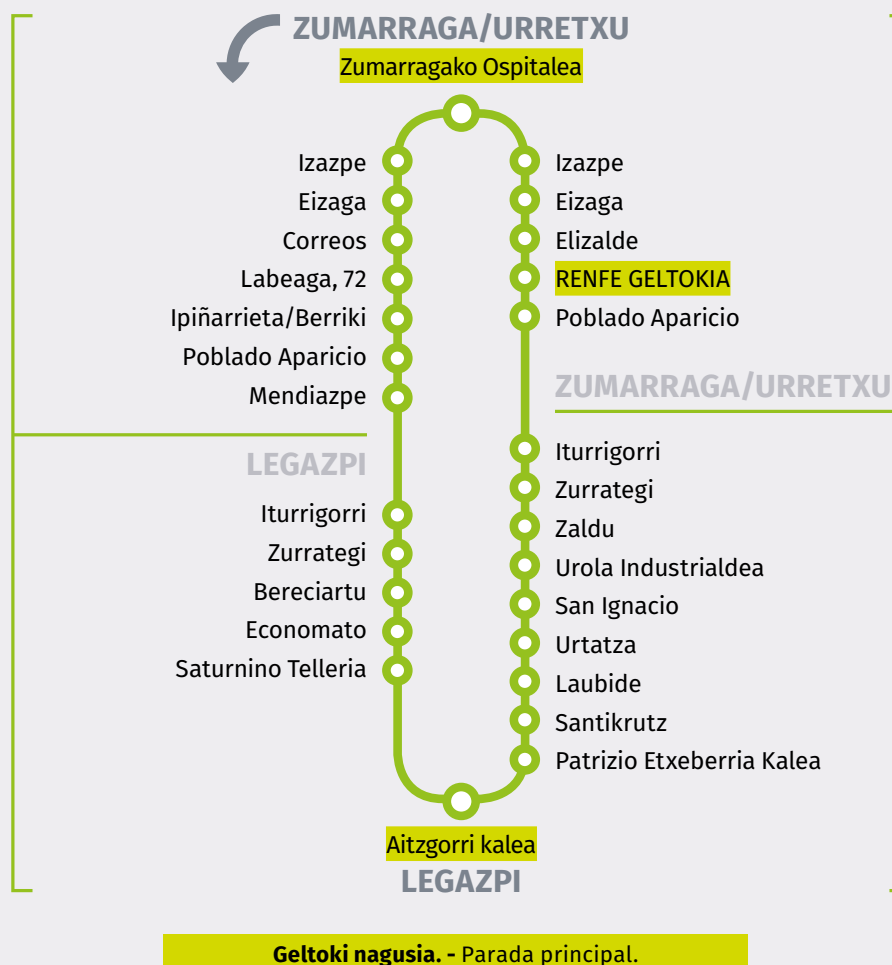 ZUMARRAGA/URRETXU
Zumarragako Ospitalea
Izazpe
Eizaga
Correos
Labeaga, 72
Ipiñarrieta/Berriki
Poblado Aparicio
Mendiazpe
LEGAZPI
Iturrigorri
Zurrategi
Bereciartu
Economato
Saturnino Telleria
Izazpe
Eizaga
Elizalde
RENFE GELTOKIA
Poblado Aparicio
ZUMARRAGA/URRETXU
Iturrigorri
Zurrategi
Zaldu
Urola Industrialdea
San Ignacio
Urtatza
Laubide
Santikrutz
Patrizio Etxeberria Kalea
Aitzgorri kalea
LEGAZPI
Geltoki nagusia. - Parada principal.